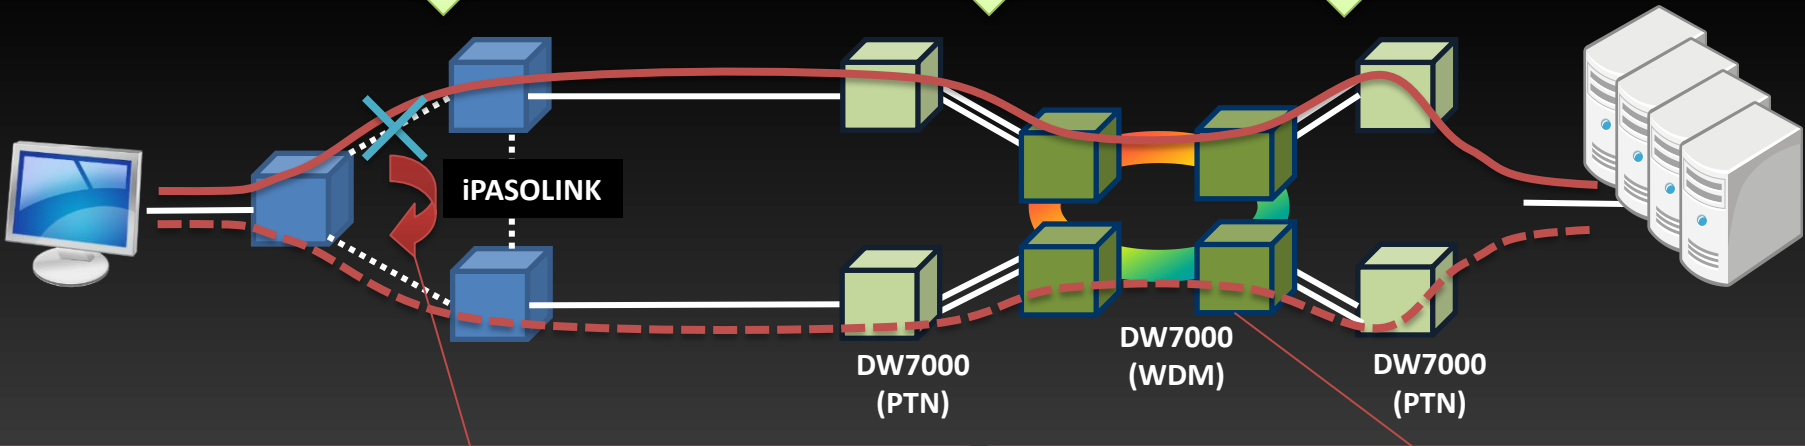 iPASOLINK
DW7000
(PTN)
DW7000
(WDM)
DW7000
(PTN)